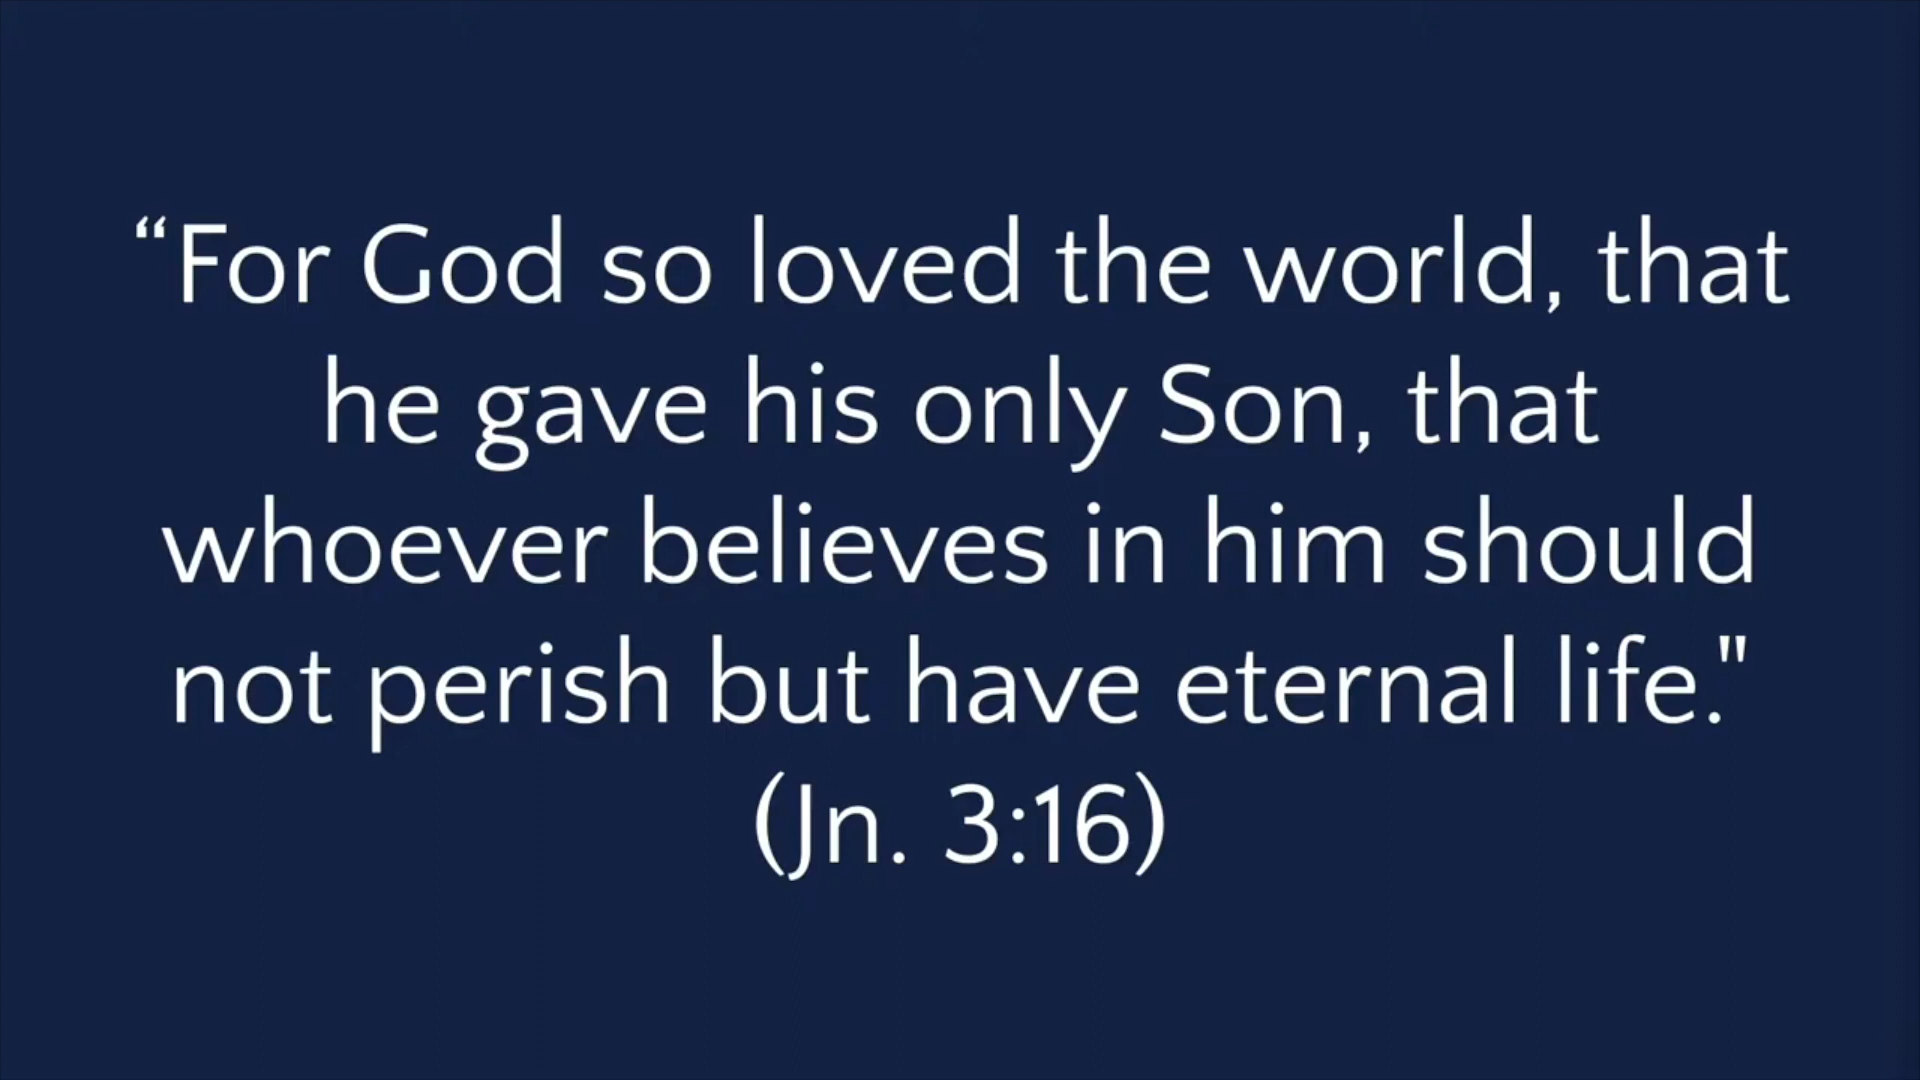 “For God so loved the world, that
he gave his only Son, that
whoever believes in him should
not perish but have eternal life."
(Jn. 3:16)